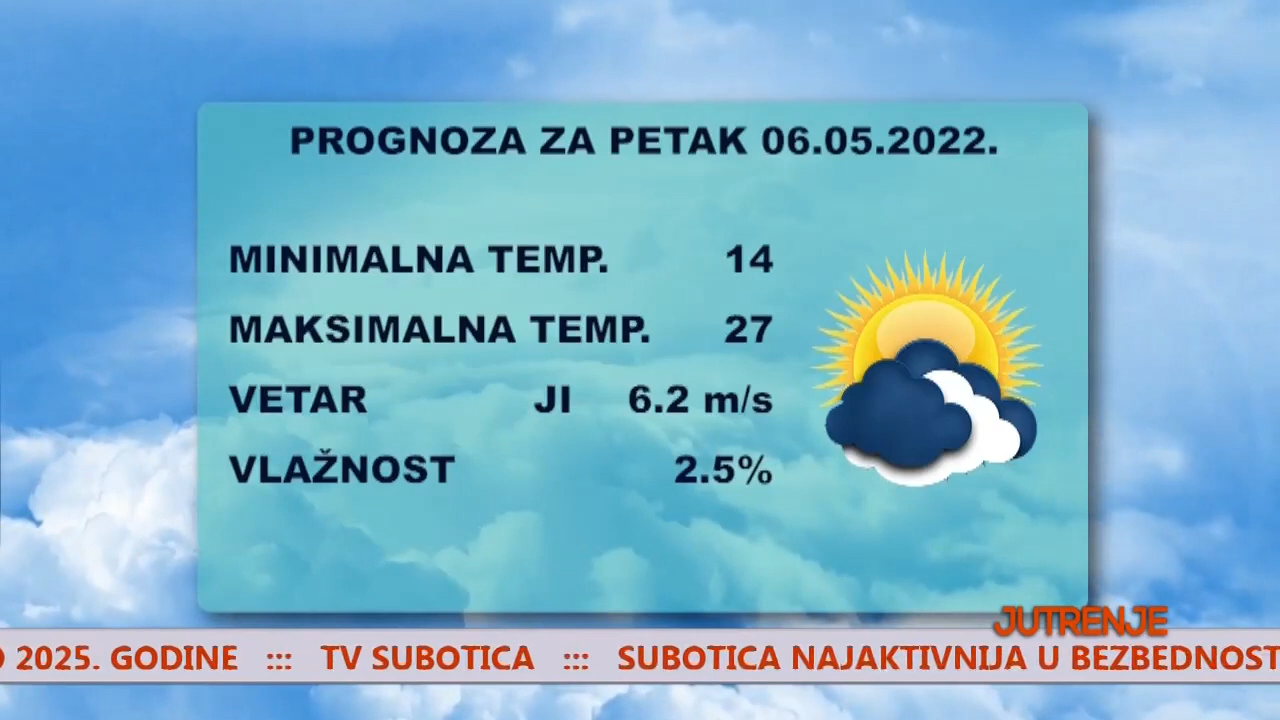 PROGNOZA ZA PETAK 06.05.2022.
MINIMALNA TEMP. 14
MAKSIMALNA TEMP. 27
VETAR JI 6.2 m/s
VLAŽNOST 2.5%
JUTRENJE
2025. GODINE ::: TV SUBOTICA ::: SUBOTICA NAJAKTIVNIJA U BEZBEDNOST